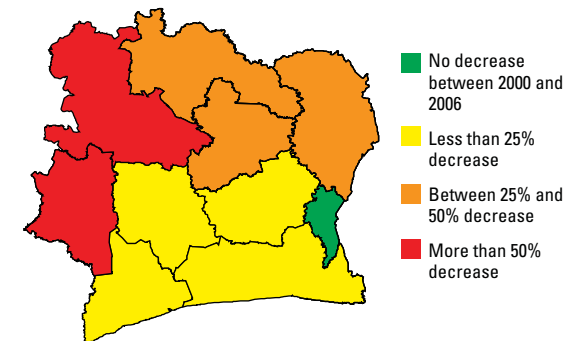 No decrease
between 2000 and
2006
Less than 25%
decrease
Between 25% and
50% decrease
More than 50%
decrease